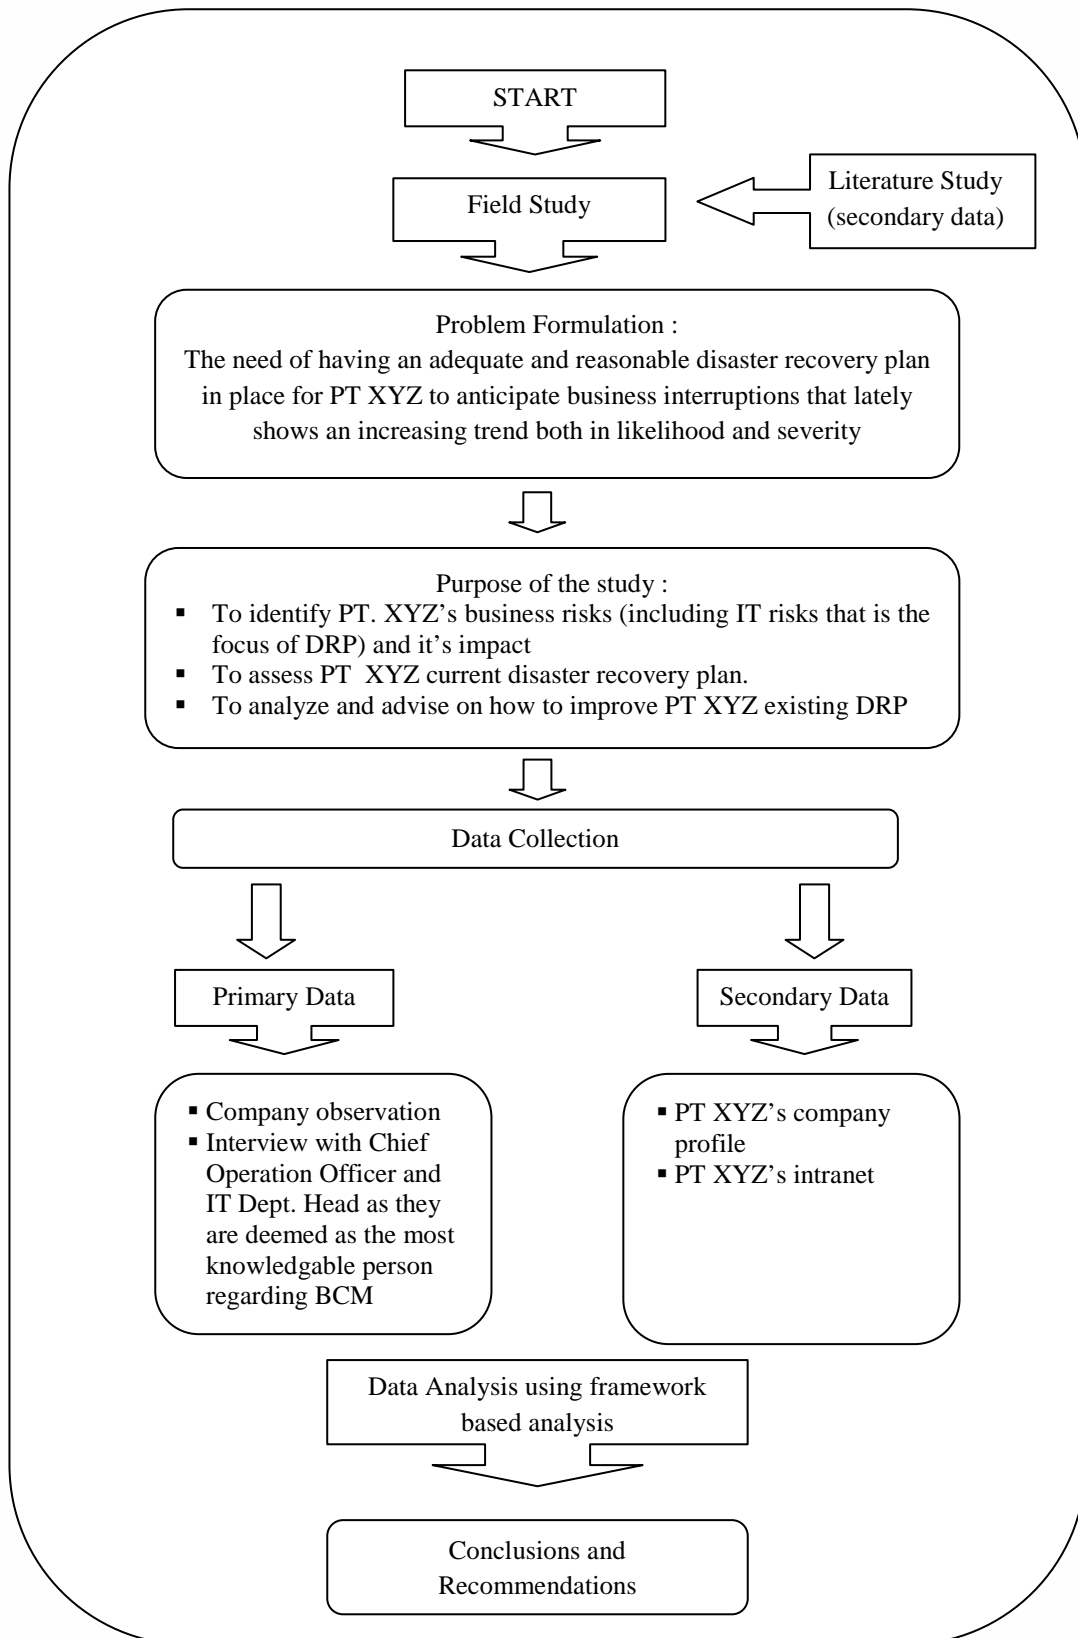 START
Field Study
Literature Study
(secondary data)
Problem Formulation :
The need of having an adequate and reasonable disaster recovery plan
in place for PT XYZ to anticipate business interruptions that lately
shows an increasing trend both in likelihood and severity
Purpose of the study :
▪ To identify PT. XYZ’s business risks (including IT risks that is the
focus of DRP) and it’s impact
▪ To assess PT XYZ current disaster recovery plan.
▪ To analyze and advise on how to improve PT XYZ existing DRP
Data Collection
Primary Data
Secondary Data
▪ Company observation
▪ Interview with Chief
Operation Officer and
IT Dept. Head as they
are deemed as the most
knowledgable person
regarding BCM
▪ PT XYZ’s company
profile
▪ PT XYZ’s intranet
Data Analysis using framework
based analysis
Conclusions and
Recommendations